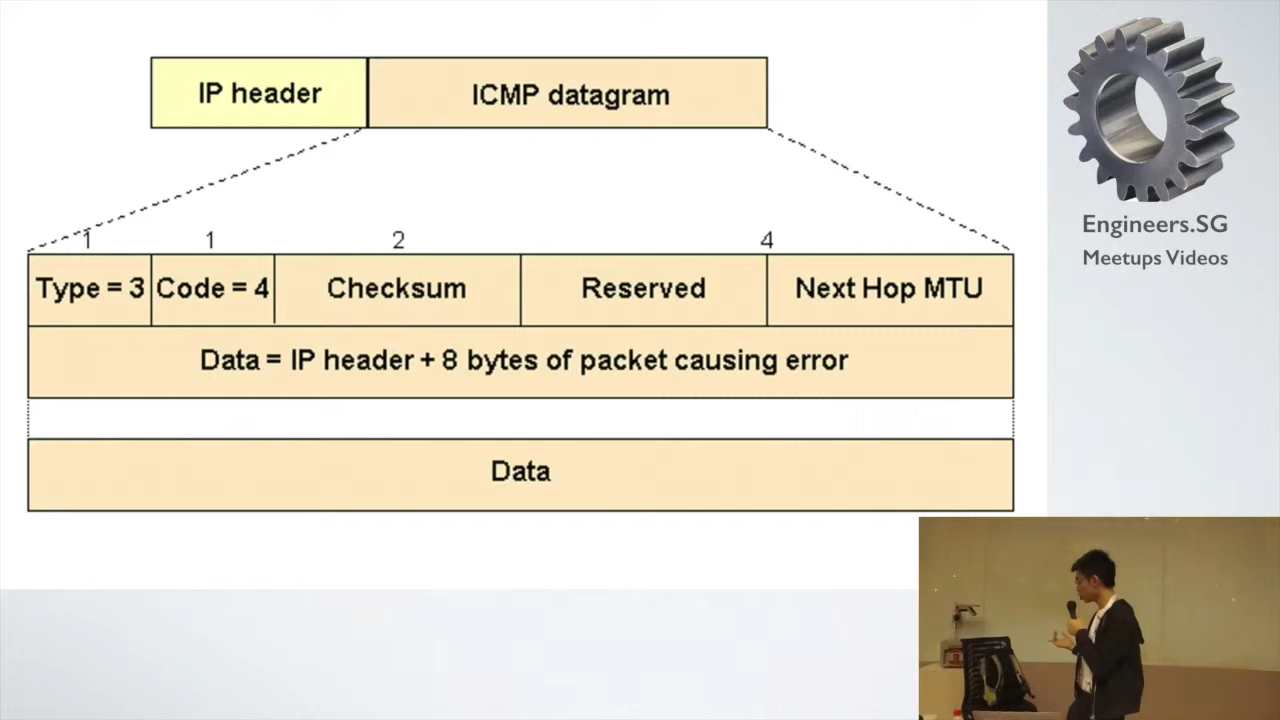 IP header
ICMP datagram
1
1
2
4
Type = 3
Code = 4
Checksum
Reserved
Next Hop MTU
Data = IP header + 8 bytes of packet causing error
Data
Engineers.SG
Meetups Videos